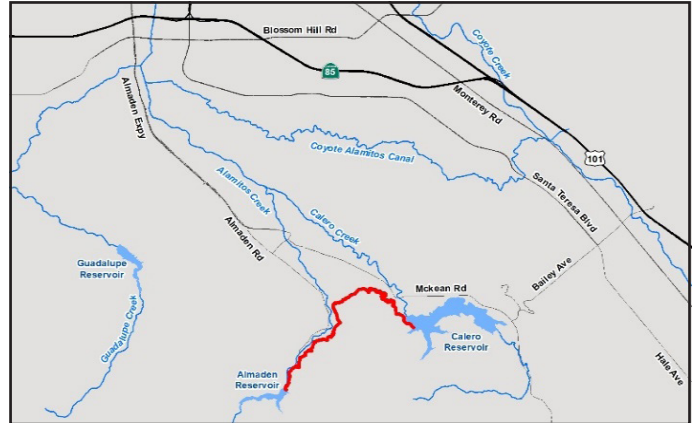 Blossom Hill Rd
Coyote Creek
85
Almaden Expy
Monterey Rd
101
Coyote Alamitos Canal
Santa Teresa Blvd
Alamitos Creek
Calero Creek
Almaden Rd
Guadalupe
Reservoir
Bailey Ave
Mckean Rd
Guadalupe Creek
Calero
Reservoir
Hale Ave
Almaden
Reservoir